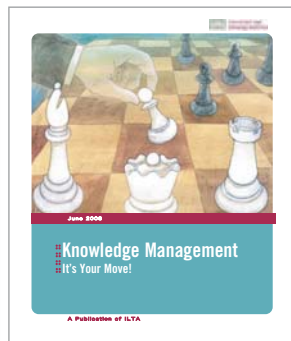 June 2008
Knowledge Management
It's Your Move!
A Publication of ILTA